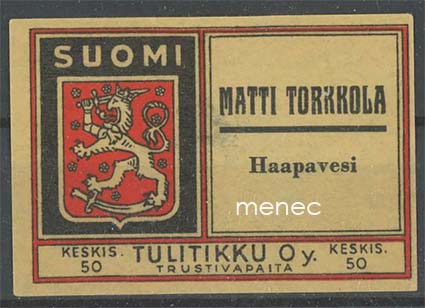 SUOMI
MATTI TORKKOLA
Haapavesi
menec
KESKIS. 50
TULITIKKU Oy.
TRUSTIVAPAITA
KESKIS. 50